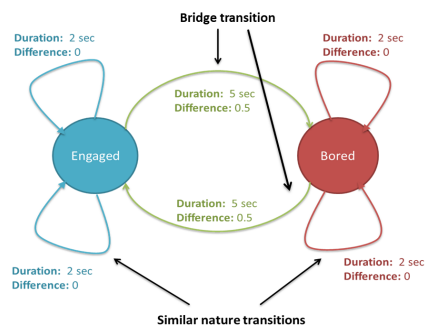 Bridge transition
Duration: 2 sec
Difference: 0
Duration: 2 sec
Difference: 0
Duration: 5 sec
Difference: 0.5
Engaged
Bored
Duration: 5 sec
Difference: 0.5
Duration: 2 sec
Difference: 0
Duration: 2 sec
Difference: 0
Similar nature transitions